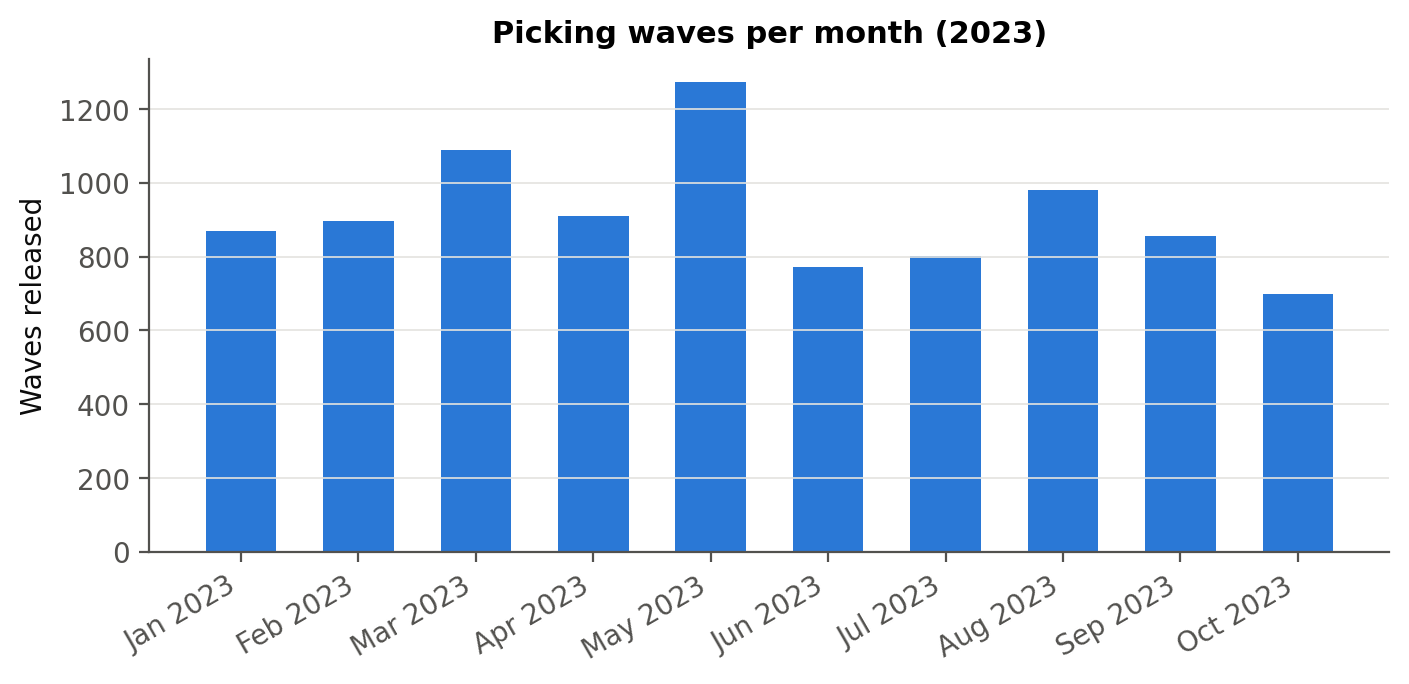 Picking waves per month (2023)
Waves released
1200
1000
800
600
400
200
0
Jan 2023
Feb 2023
Mar 2023
Apr 2023
May 2023
Jun 2023
Jul 2023
Aug 2023
Sep 2023
Oct 2023